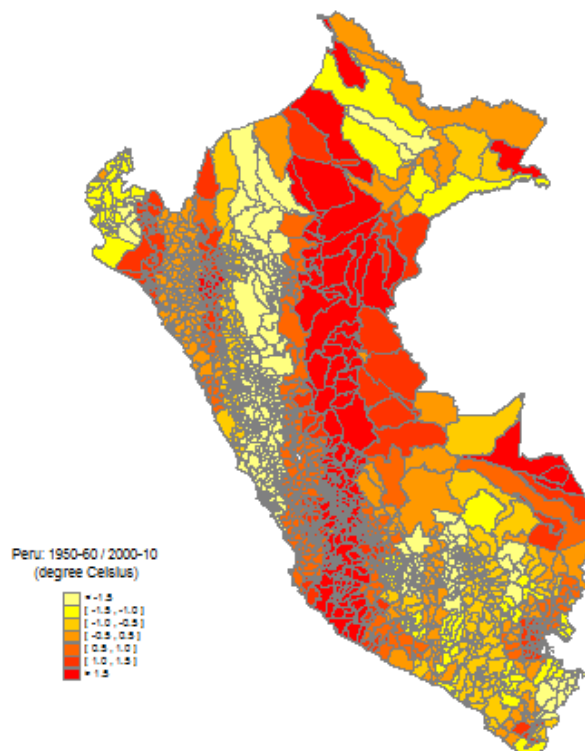 Peru: 1950-60 / 2000-10
(degree Celsius)
< -1.5
[ -1.5 , -1.0 ]
[ -1.0 , -0.5 ]
[ -0.5 , 0.5 ]
[ 0.5 , 1.0 ]
[ 1.0 , 1.5 ]
> 1.5